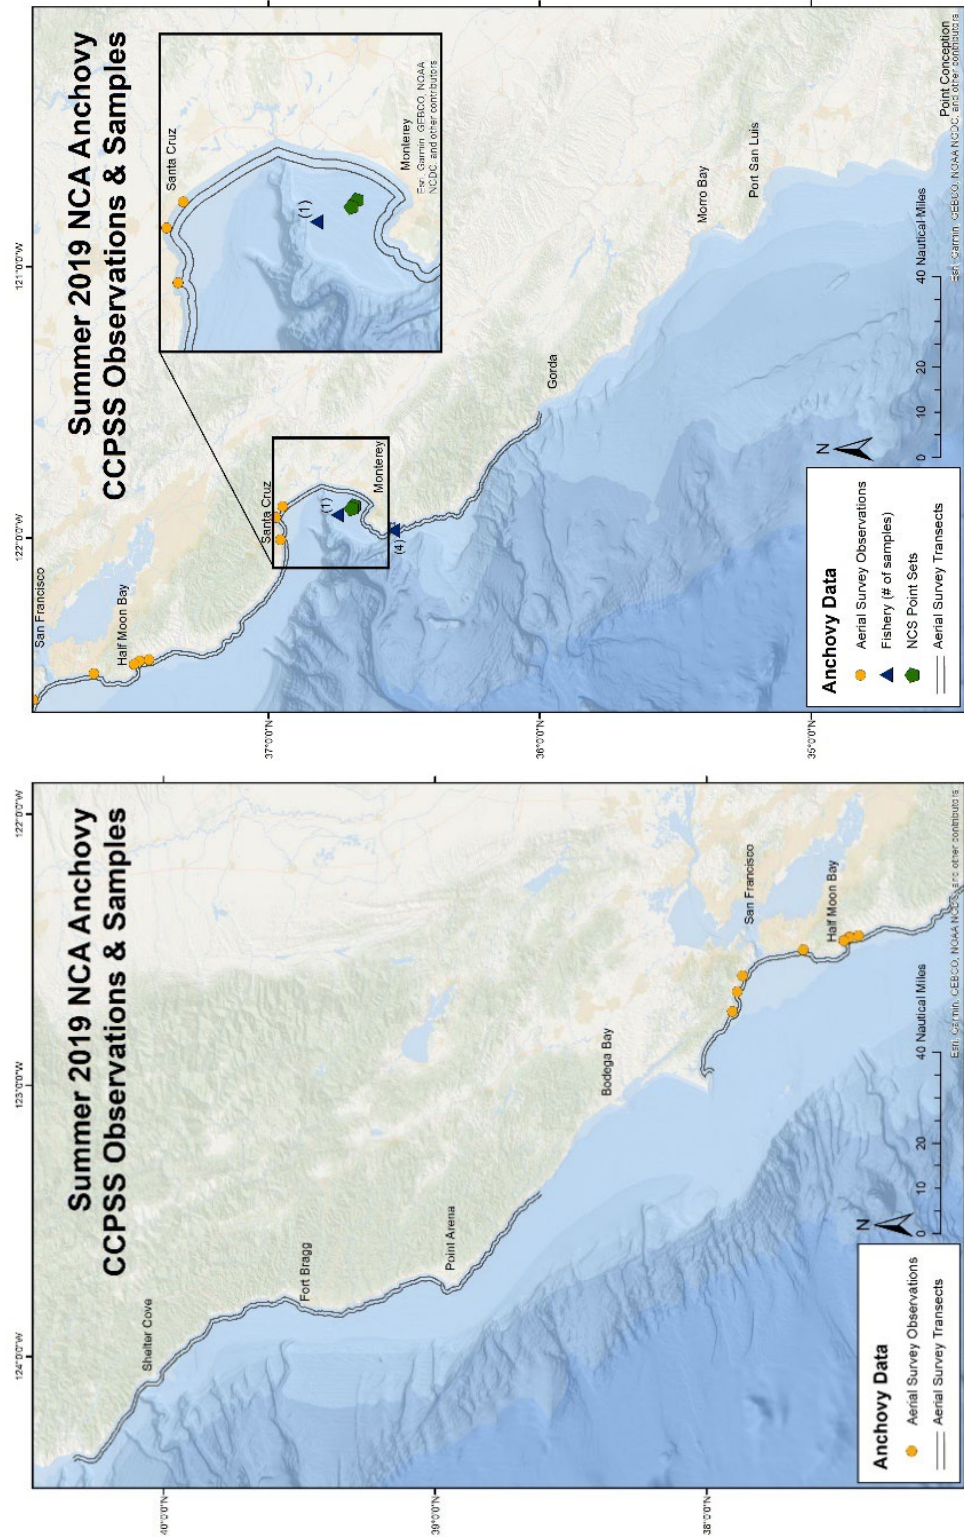 Summer 2019 NCA Anchovy
CCPSS Observations & Samples
124°0'0"W
123°0'0"W
122°0'0"W
40°0'0"N
39°0'0"N
38°0'0"N
Shelter Cove
Fort Bragg
Point Arena
Bodega Bay
San Francisco
Half Moon Bay
Anchovy Data
Aerial Survey Observations
Aerial Survey Transects
N
0 10 20 40 Nautical Miles
Esri, Garmin, GEBCO, NOAA NCDC, and other contributors
Summer 2019 NCA Anchovy
CCPSS Observations & Samples
122°0'0"W
121°0'0"W
37°0'0"N
36°0'0"N
35°0'0"N
San Francisco
Half Moon Bay
Santa Cruz
(1)
Monterey
(4)
Gorda
Morro Bay
Port San Luis
Point Conception
Santa Cruz
(1)
Monterey
Esri, Garmin, GEBCO, NOAA
NCDC, and other contributors
Anchovy Data
Aerial Survey Observations
Fishery (# of samples)
NCS Point Sets
Aerial Survey Transects
N
0 10 20 40 Nautical Miles
Esri, Garmin, GEBCO, NOAA NCDC, and other contributors